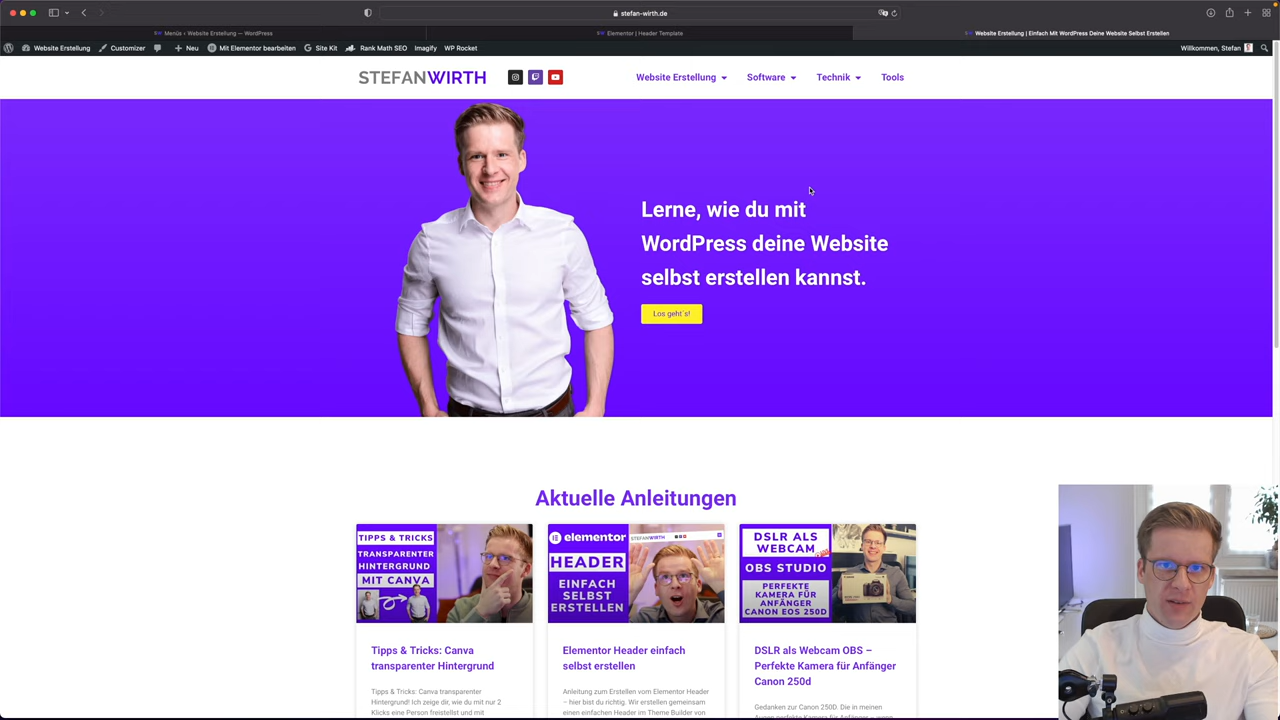 stefan-wirth.de
Menüs ‹ Website Erstellung — WordPress
Elementor | Header Template
Website Erstellung | Einfach Mit WordPress Deine Website Selbst Erstellen
Website Erstellung
Customizer
Neu
Mit Elementor bearbeiten
Site Kit
Rank Math SEO
Imagify
WP Rocket
Willkommen, Stefan
STEFANWIRTH
Website Erstellung
Software
Technik
Tools
Lerne, wie du mit
WordPress deine Website
selbst erstellen kannst.
Los geht´s!
Aktuelle Anleitungen
TIPPS & TRICKS
TRANSPARENTER
HINTERGRUND
MIT CANVA
elementor
HEADER
EINFACH
SELBST
ERSTELLEN
STEFANWIRTH
DSLR ALS
WEBCAM
OBS STUDIO
PERFEKTE
KAMERA FÜR
ANFÄNGER
CANON EOS 250D
Tipps & Tricks: Canva
transparenter Hintergrund
Tipps & Tricks: Canva transparenter
Hintergrund! Ich zeige dir, wie du mit nur 2
Klicks eine Person freistellst und mit
Elementor Header einfach
selbst erstellen
Anleitung zum Erstellen vom Elementor Header
– hier bist du richtig. Wir erstellen gemeinsam
einen einfachen Header im Theme Builder von
DSLR als Webcam OBS –
Perfekte Kamera für Anfänger
Canon 250d
Gedanken zur Canon 250D. Die in meinen